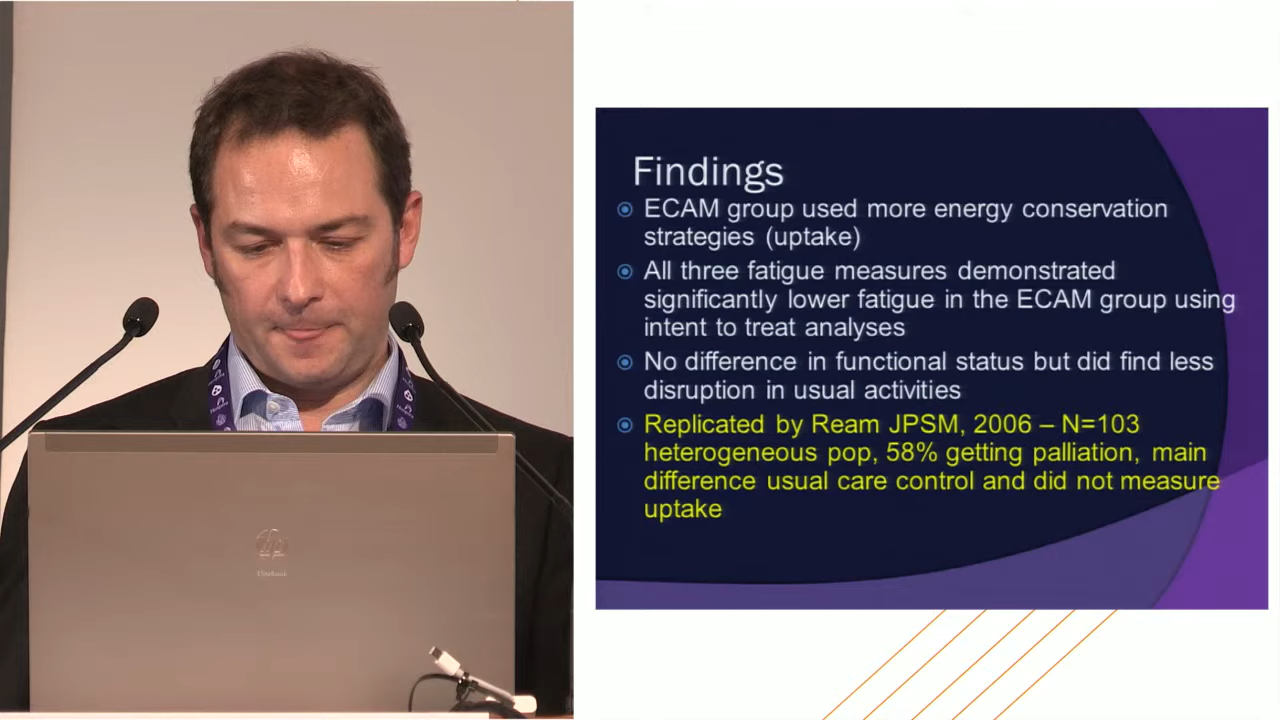 Findings
ECAM group used more energy conservation
strategies (uptake)
All three fatigue measures demonstrated
significantly lower fatigue in the ECAM group using
intent to treat analyses
No difference in functional status but did find less
disruption in usual activities
Replicated by Ream JPSM, 2006 – N=103
heterogeneous pop, 58% getting palliation, main
difference usual care control and did not measure
uptake
hp
EliteBook